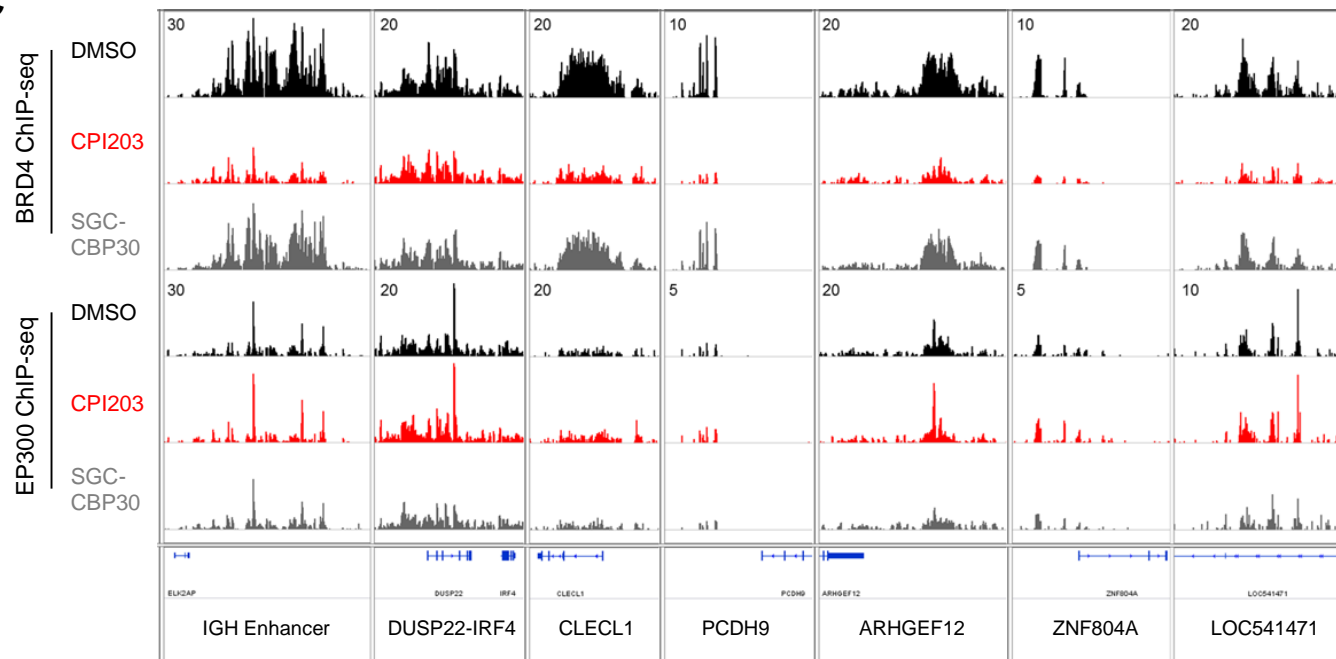 BRD4 ChIP-seq
30 20 20 10 20 10 20
DMSO
CPI203
SGC-
CBP30
EP300 ChIP-seq
30 20 20 5 20 5 10
DMSO
CPI203
SGC-
CBP30
ELK2AP DUSP22 IRF4 CLECL1 PCDH9 ARHGEF12 ZNF804A LOC541471
IGH Enhancer DUSP22-IRF4 CLECL1 PCDH9 ARHGEF12 ZNF804A LOC541471